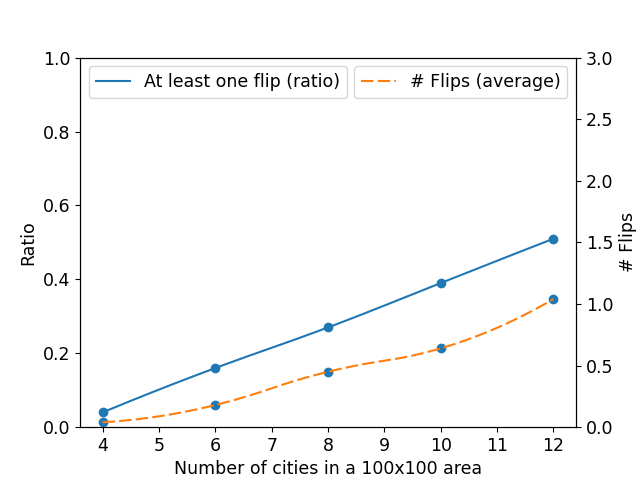 At least one flip (ratio)
# Flips (average)
1.0
0.8
0.6
0.4
0.2
0.0
Ratio
3.0
2.5
2.0
1.5
1.0
0.5
0.0
# Flips
4 5 6 7 8 9 10 11 12
Number of cities in a 100x100 area